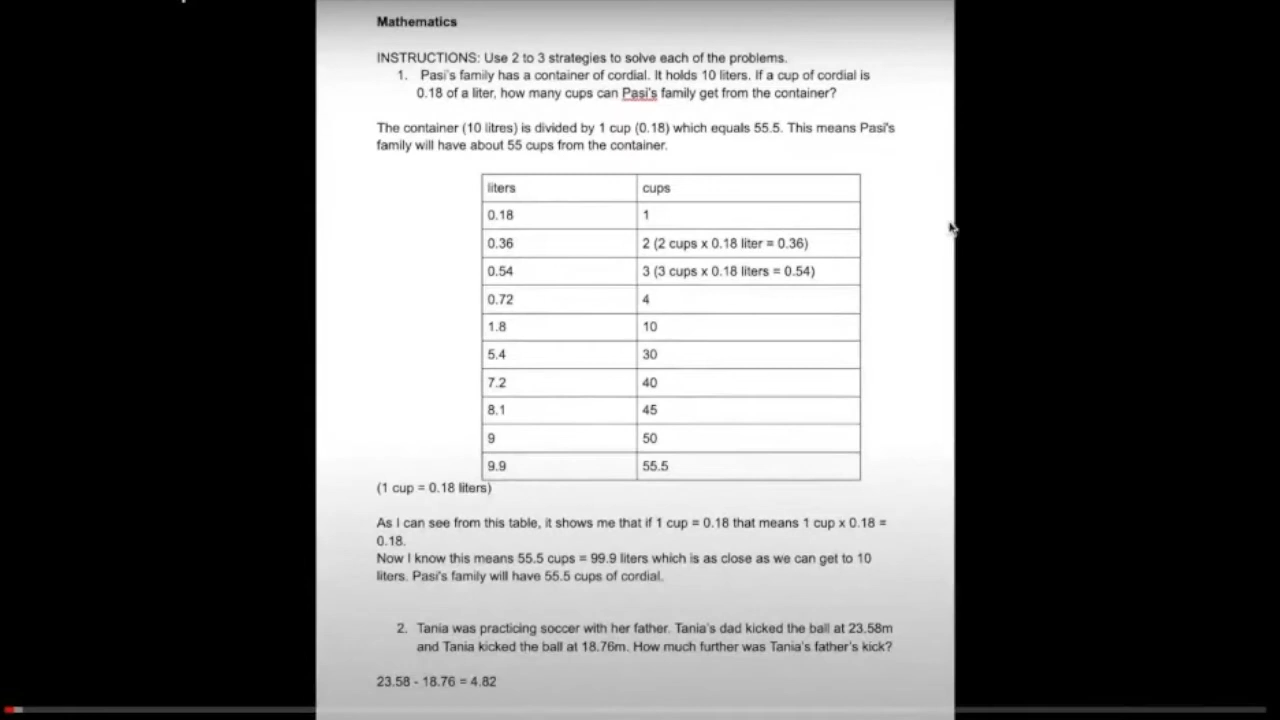 Mathematics
INSTRUCTIONS: Use 2 to 3 strategies to solve each of the problems.
1. Pasi's family has a container of cordial. It holds 10 liters. If a cup of cordial is
0.18 of a liter, how many cups can Pasi's family get from the container?
The container (10 litres) is divided by 1 cup (0.18) which equals 55.5. This means Pasi's
family will have about 55 cups from the container.
liters cups
0.18 1
0.36 2 (2 cups x 0.18 liter = 0.36)
0.54 3 (3 cups x 0.18 liters = 0.54)
0.72 4
1.8 10
5.4 30
7.2 40
8.1 45
9 50
9.9 55.5
(1 cup = 0.18 liters)
As I can see from this table, it shows me that if 1 cup = 0.18 that means 1 cup x 0.18 =
0.18.
Now I know this means 55.5 cups = 99.9 liters which is as close as we can get to 10
liters. Pasi's family will have 55.5 cups of cordial.
2. Tania was practicing soccer with her father. Tania's dad kicked the ball at 23.58m
and Tania kicked the ball at 18.76m. How much further was Tania's father's kick?
23.58 - 18.76 = 4.82